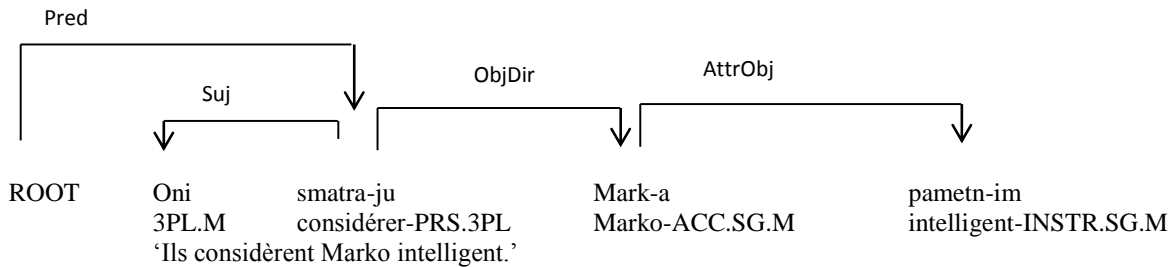 Pred
ObjDir AttrObj
Suj
ROOT Oni smatra-ju Mark-a pametn-im
3PL.M considérer-PRS.3PL Marko-ACC.SG.M intelligent-INSTR.SG.M
‘Ils considèrent Marko intelligent.’